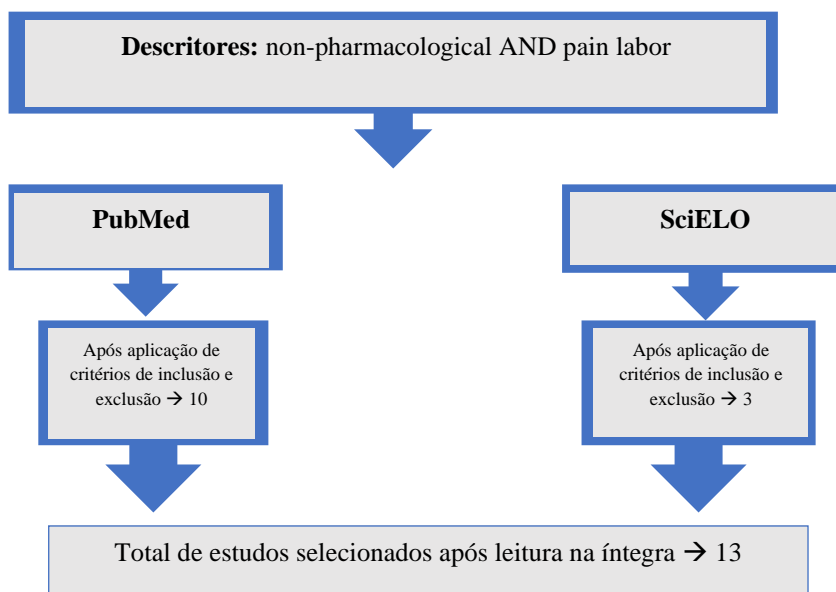 Descritores: non-pharmacological AND pain labor
PubMed
SciELO
Após aplicação de
critérios de inclusão e
exclusão → 10
Após aplicação de
critérios de inclusão e
exclusão → 3
Total de estudos selecionados após leitura na íntegra → 13